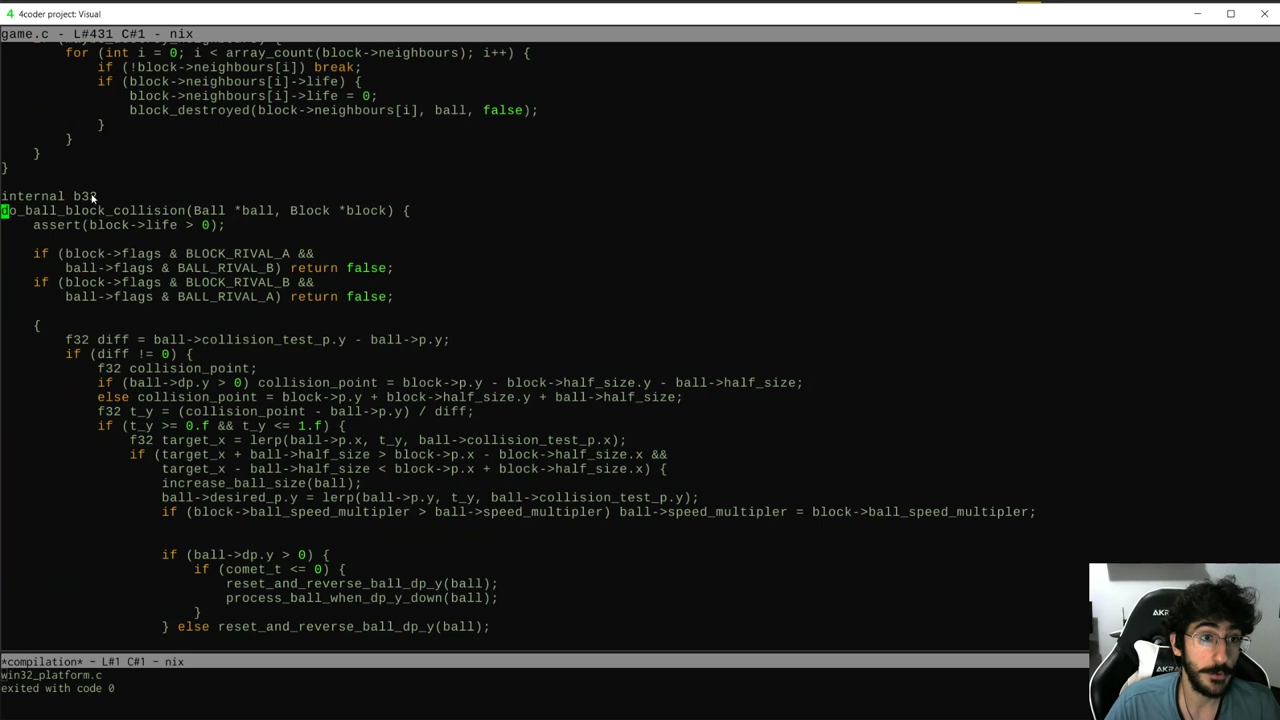 4 4coder project: Visual
game.c - L#431 C#1 - nix
for (int i = 0; i < array_count(block->neighbours); i++) {
if (!block->neighbours[i]) break;
if (block->neighbours[i]->life) {
block->neighbours[i]->life = 0;
block_destroyed(block->neighbours[i], ball, false);
}
}
}
}
internal b32
do_ball_block_collision(Ball *ball, Block *block) {
assert(block->life > 0);
if (block->flags & BLOCK_RIVAL_A &&
ball->flags & BALL_RIVAL_B) return false;
if (block->flags & BLOCK_RIVAL_B &&
ball->flags & BALL_RIVAL_A) return false;
{
f32 diff = ball->collision_test_p.y - ball->p.y;
if (diff != 0) {
f32 collision_point;
if (ball->dp.y > 0) collision_point = block->p.y - block->half_size.y - ball->half_size;
else collision_point = block->p.y + block->half_size.y + ball->half_size;
f32 t_y = (collision_point - ball->p.y) / diff;
if (t_y >= 0.f && t_y <= 1.f) {
f32 target_x = lerp(ball->p.x, t_y, ball->collision_test_p.x);
if (target_x + ball->half_size > block->p.x - block->half_size.x &&
target_x - ball->half_size < block->p.x + block->half_size.x) {
increase_ball_size(ball);
ball->desired_p.y = lerp(ball->p.y, t_y, ball->collision_test_p.y);
if (block->ball_speed_multipler > ball->speed_multipler) ball->speed_multipler = block->ball_speed_multipler;
if (ball->dp.y > 0) {
if (comet_t <= 0) {
reset_and_reverse_ball_dp_y(ball);
process_ball_when_dp_y_down(ball);
}
} else reset_and_reverse_ball_dp_y(ball);
*compilation* - L#1 C#1 - nix
win32_platform.c
exited with code 0